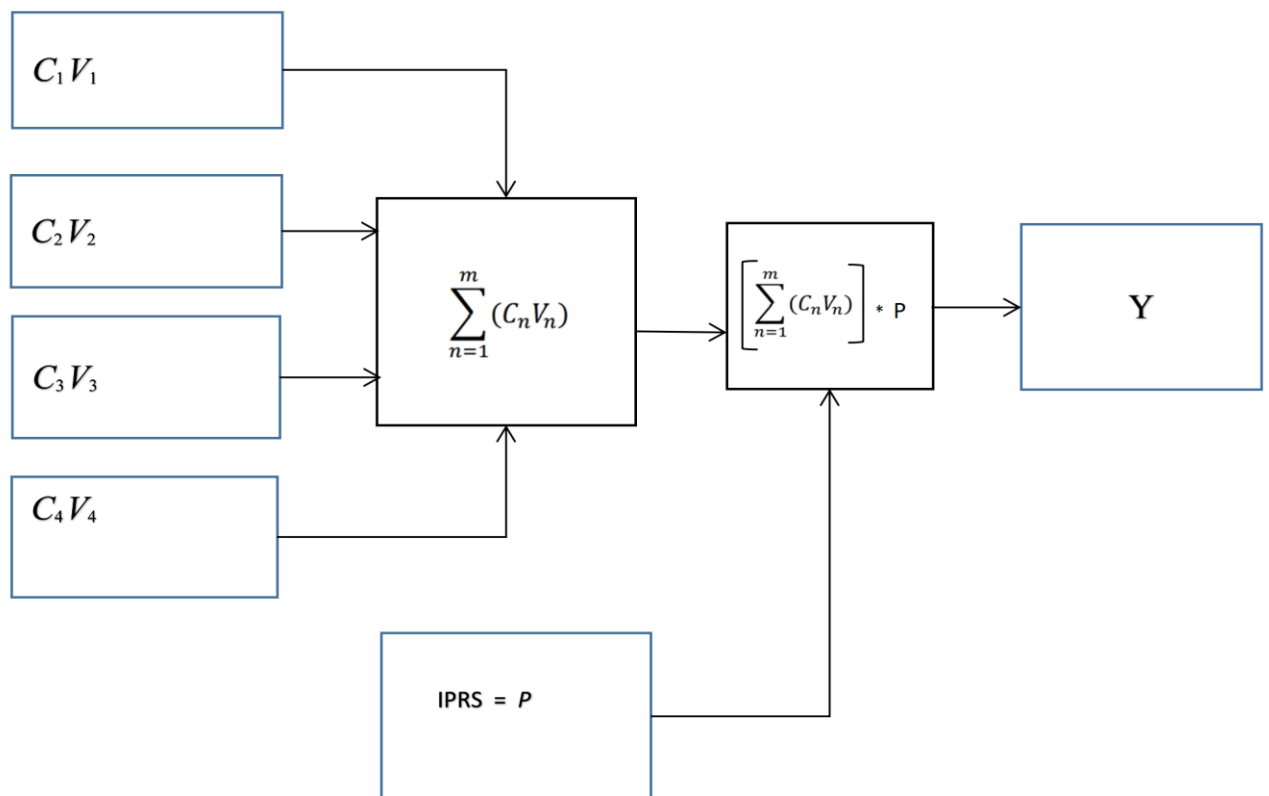 C₁V₁
C₂V₂
C₃V₃
C₄V₄
m
∑(CₙVₙ)
n=1
m
[∑(CₙVₙ)] * P
n=1
Y
IPRS = P